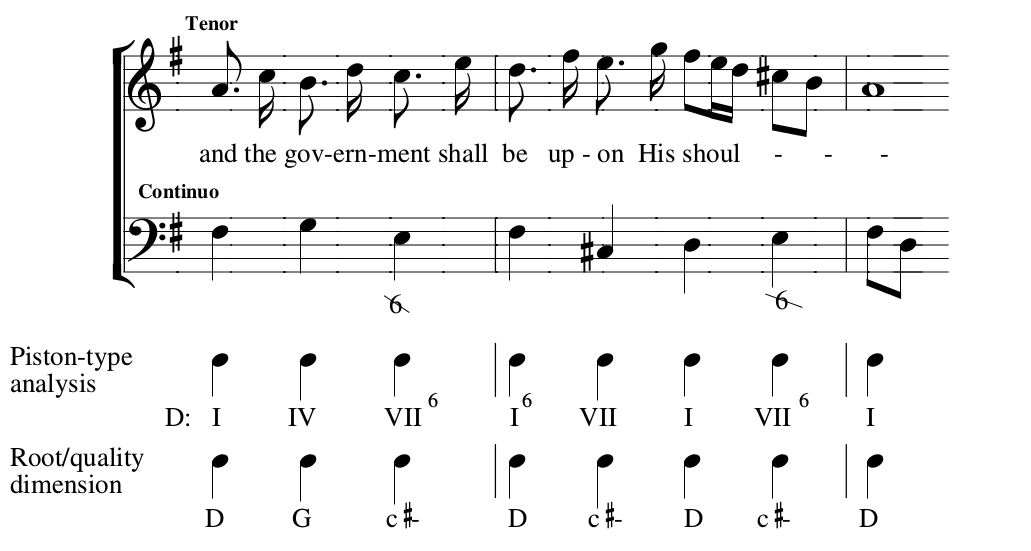 Tenor
and the gov-ern-ment shall be up - on His shoul - - -
Continuo
6 6
Piston-type
analysis
D: I IV VII 6 I 6 VII I VII 6 I
Root/quality
dimension
D G c♯- D c♯- D c♯- D